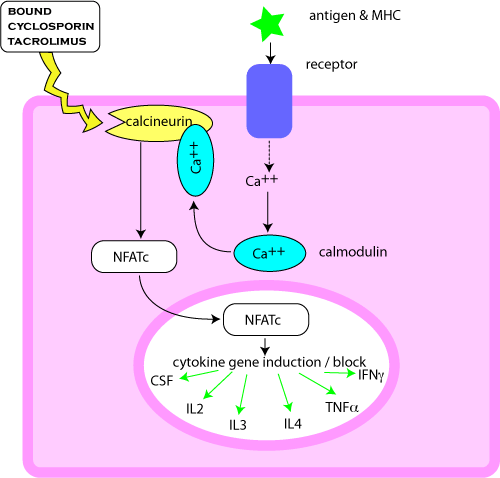 BOUND
CYCLOSPORIN
TACROLIMUS
antigen & MHC
receptor
calcineurin
Ca++
Ca++
Ca++
calmodulin
NFATc
NFATc
cytokine gene induction / block
CSF
IL2
IL3
IL4
TNFα
IFNγ